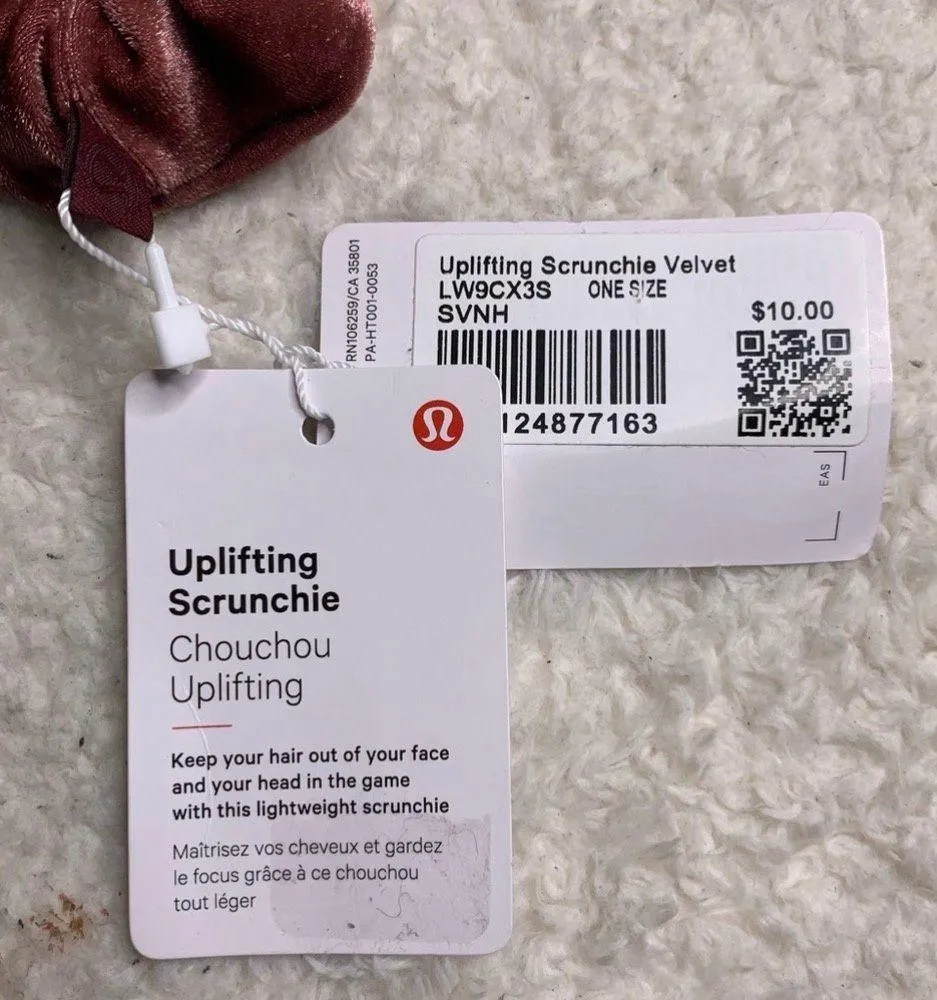 RN106259/CA 35801
PA-HT001-0053
Uplifting Scrunchie Velvet
LW9CX3S ONE SIZE
SVNH
$10.00
124877163
EAS
Uplifting
Scrunchie
Chouchou
Uplifting
Keep your hair out of your face
and your head in the game
with this lightweight scrunchie
Maîtrisez vos cheveux et gardez
le focus grâce à ce chouchou
tout léger